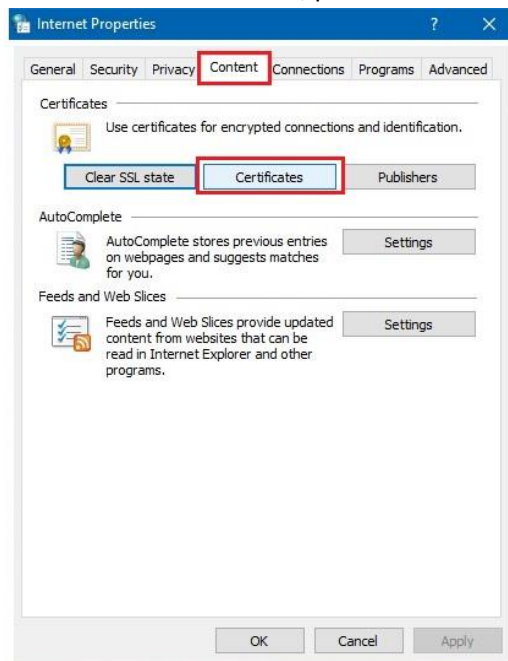 Internet Properties
General Security Privacy Content Connections Programs Advanced
Certificates
Use certificates for encrypted connections and identification.
Clear SSL state Certificates Publishers
AutoComplete
AutoComplete stores previous entries
on webpages and suggests matches
for you.
Settings
Feeds and Web Slices
Feeds and Web Slices provide updated
content from websites that can be
read in Internet Explorer and other
programs.
Settings
OK Cancel Apply